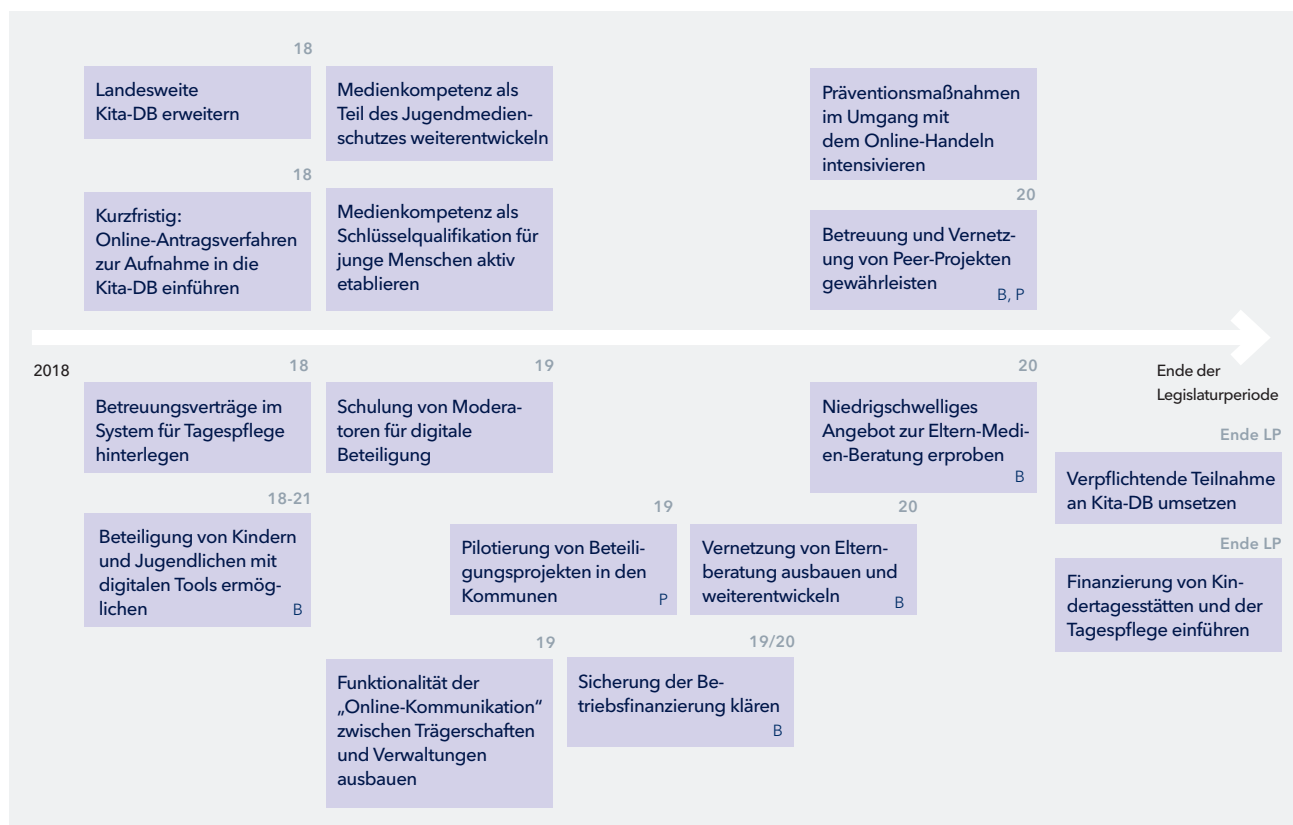 18
Landesweite
Kita-DB erweitern
Medienkompetenz als
Teil des Jugendmedien-
schutzes weiterentwickeln
Präventionsmaßnahmen
im Umgang mit
dem Online-Handeln
intensivieren
18
Kurzfristig:
Online-Antragsverfahren
zur Aufnahme in die
Kita-DB einführen
Medienkompetenz als
Schlüsselqualifikation für
junge Menschen aktiv
etablieren
20
Betreuung und Vernetz-
ung von Peer-Projekten
gewährleisten
B, P
2018
Ende der
Legislaturperiode
18
Betreuungsverträge im
System für Tagespflege
hinterlegen
19
Schulung von Modera-
toren für digitale
Beteiligung
20
Niedrigschwelliges
Angebot zur Eltern-Medi-
en-Beratung erproben
B
Ende LP
Verpflichtende Teilnahme
an Kita-DB umsetzen
18-21
Beteiligung von Kindern
und Jugendlichen mit
digitalen Tools ermög-
lichen
B
19
Pilotierung von Beteili-
gungsprojekten in den
Kommunen
P
20
Vernetzung von Eltern-
beratung ausbauen und
weiterentwickeln
B
Ende LP
Finanzierung von Kin-
dertagesstätten und der
Tagespflege einführen
19
Funktionalität der
„Online-Kommunikation“
zwischen Trägerschaften
und Verwaltungen
ausbauen
19/20
Sicherung der Be-
triebsfinanzierung klären
B